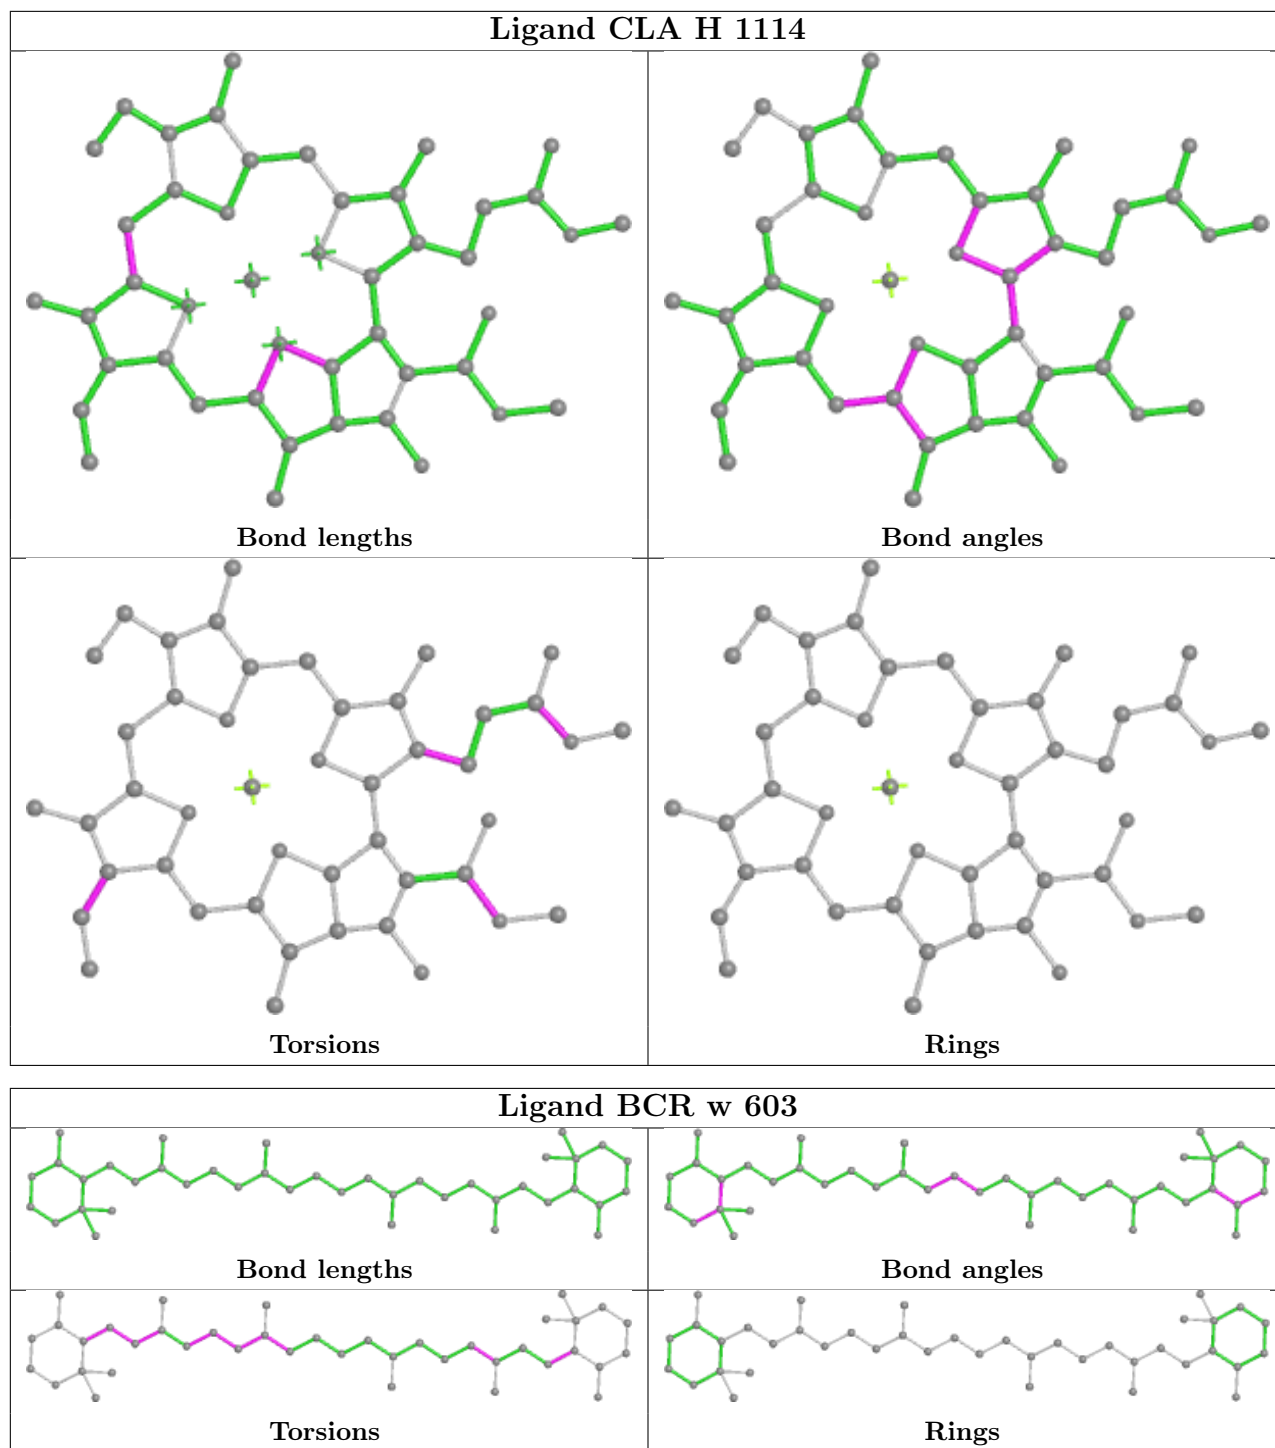 Ligand CLA H 1114
Bond lengths
Bond angles
Torsions
Rings
Ligand BCR w 603
Bond lengths
Bond angles
Torsions
Rings